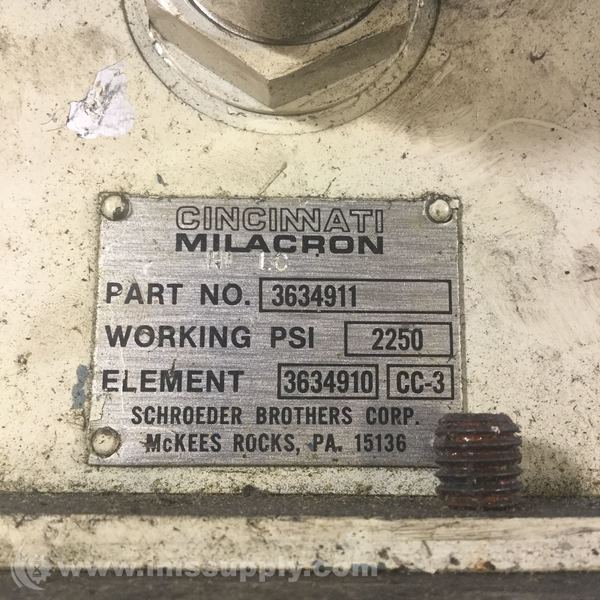 CINCINNATI
MILACRON
PART NO. 3634911
WORKING PSI 2250
ELEMENT 3634910 CC-3
SCHROEDER BROTHERS CORP.
McKEES ROCKS, PA. 15136
© www.imssupply.com